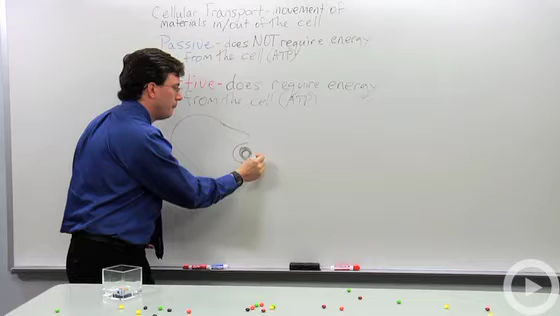 Cellular Transport - movement of
materials in/out of the cell
Passive - does NOT require energy
from the cell (ATP)
Active - does require energy
from the cell (ATP)